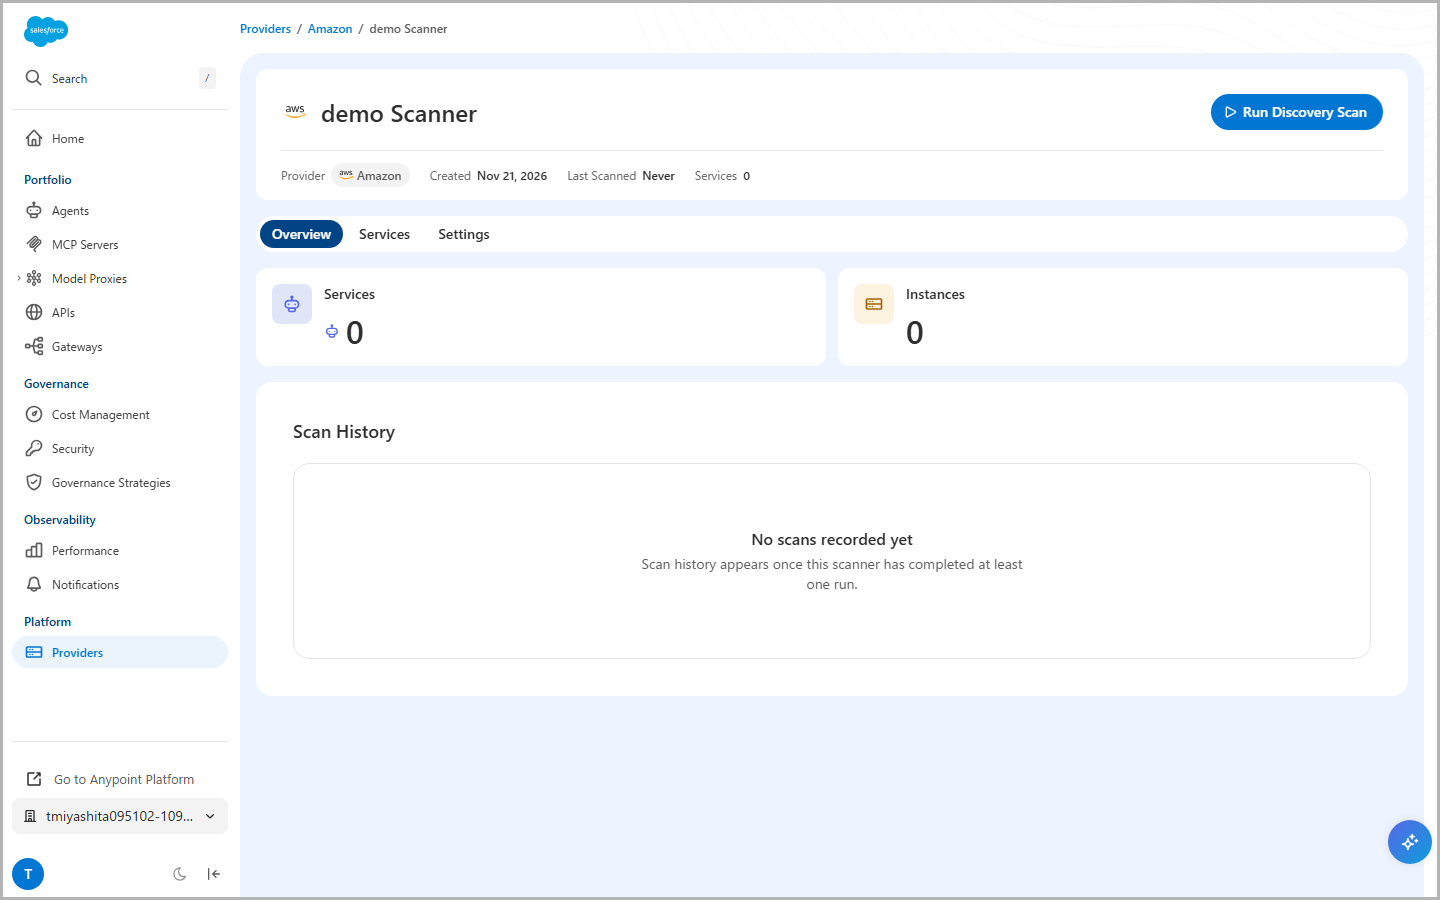 salesforce
Providers / Amazon / demo Scanner
Search /
Home
Portfolio
Agents
MCP Servers
Model Proxies
APIs
Gateways
Governance
Cost Management
Security
Governance Strategies
Observability
Performance
Notifications
Platform
Providers
Go to Anypoint Platform
tmiyashita095102-109...
T
aws demo Scanner
Run Discovery Scan
Provider aws Amazon Created Nov 21, 2026 Last Scanned Never Services 0
Overview Services Settings
Services
0
Instances
0
Scan History
No scans recorded yet
Scan history appears once this scanner has completed at least
one run.